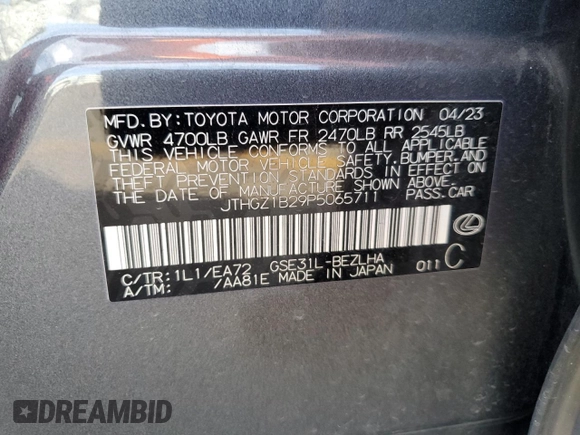 MFD. BY: TOYOTA MOTOR CORPORATION 04/23
GVWR 4700LB GAWR FR 2470LB RR 2545LB
THIS VEHICLE CONFORMS TO ALL APPLICABLE
FEDERAL MOTOR VEHICLE SAFETY, BUMPER, AND
THEFT PREVENTION STANDARDS IN EFFECT ON
THE DATE OF MANUFACTURE SHOWN ABOVE.
JTHGZ1B29P5065711 PASS. CAR
C/TR: 1L1/EA72 GSE31L-BEZLHA 011 C
A/TM: /AA81E MADE IN JAPAN
DREAMBID